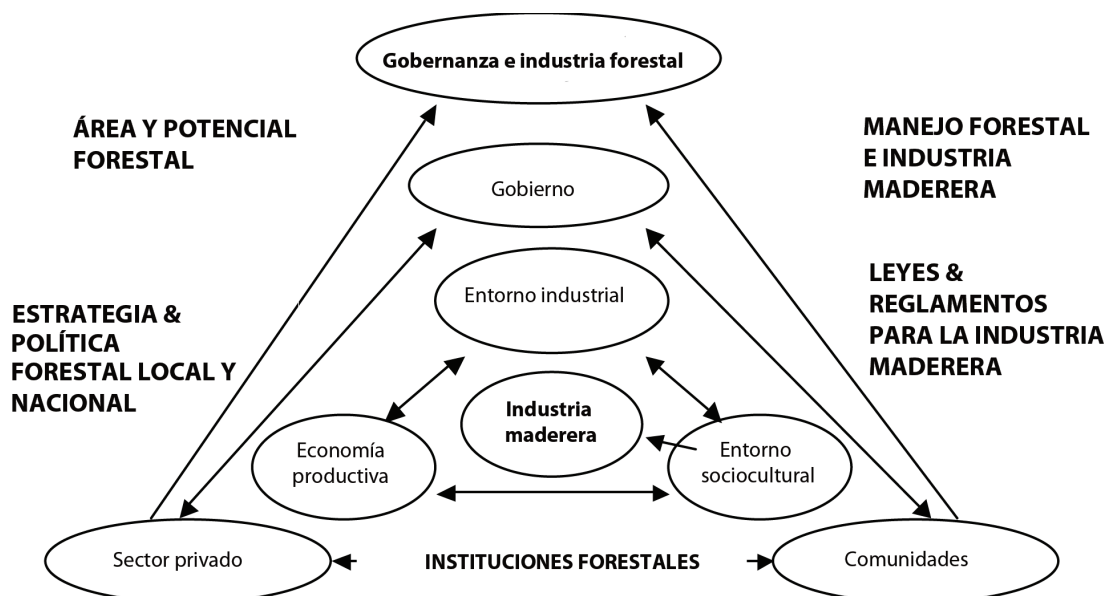 Gobernanza e industria forestal
ÁREA Y POTENCIAL
FORESTAL
MANEJO FORESTAL
E INDUSTRIA
MADERERA
Gobierno
Entorno industrial
LEYES &
REGLAMENTOS
PARA LA INDUSTRIA
MADERERA
ESTRATEGIA &
POLÍTICA
FORESTAL LOCAL Y
NACIONAL
Industria
maderera
Economía
productiva
Entorno
sociocultural
Sector privado
INSTITUCIONES FORESTALES
Comunidades